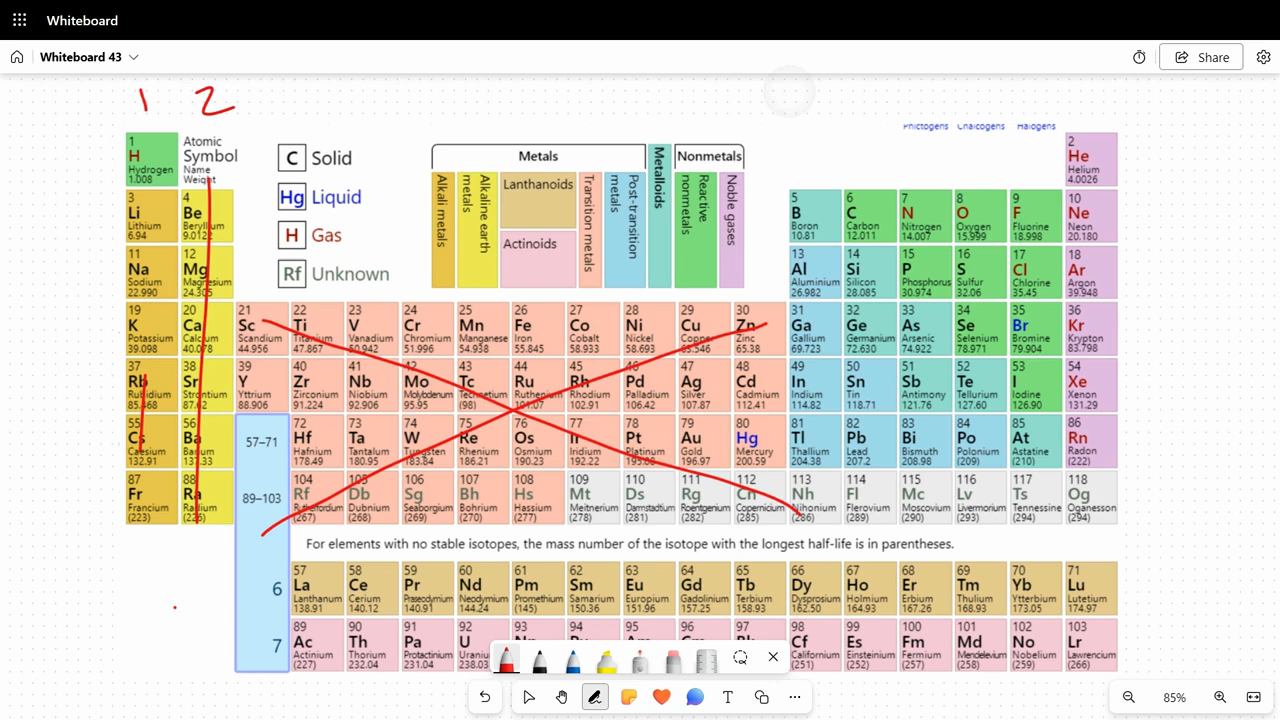 Whiteboard
Whiteboard 43
Share
1 2
Pnictogens Chalcogens Halogens
1 H Hydrogen 1.008
Atomic Symbol Name Weight
C Solid
Hg Liquid
H Gas
Rf Unknown
Metals Metalloids Nonmetals
Alkali metals
Alkaline earth metals
Lanthanoids
Actinoids
Transition metals
Post-transition metals
Reactive nonmetals
Noble gases
2 He Helium 4.0026
3 Li Lithium 6.94
4 Be Beryllium 9.0122
5 B Boron 10.81
6 C Carbon 12.011
7 N Nitrogen 14.007
8 O Oxygen 15.999
9 F Fluorine 18.998
10 Ne Neon 20.180
11 Na Sodium 22.990
12 Mg Magnesium 24.305
13 Al Aluminium 26.982
14 Si Silicon 28.085
15 P Phosphorus 30.974
16 S Sulfur 32.06
17 Cl Chlorine 35.45
18 Ar Argon 39.948
19 K Potassium 39.098
20 Ca Calcium 40.078
21 Sc Scandium 44.956
22 Ti Titanium 47.867
23 V Vanadium 50.942
24 Cr Chromium 51.996
25 Mn Manganese 54.938
26 Fe Iron 55.845
27 Co Cobalt 58.933
28 Ni Nickel 58.693
29 Cu Copper 63.546
30 Zn Zinc 65.38
31 Ga Gallium 69.723
32 Ge Germanium 72.630
33 As Arsenic 74.922
34 Se Selenium 78.971
35 Br Bromine 79.904
36 Kr Krypton 83.798
37 Rb Rubidium 85.468
38 Sr Strontium 87.62
39 Y Yttrium 88.906
40 Zr Zirconium 91.224
41 Nb Niobium 92.906
42 Mo Molybdenum 95.95
43 Tc Technetium (98)
44 Ru Ruthenium 101.07
45 Rh Rhodium 102.91
46 Pd Palladium 106.42
47 Ag Silver 107.87
48 Cd Cadmium 112.41
49 In Indium 114.82
50 Sn Tin 118.71
51 Sb Antimony 121.76
52 Te Tellurium 127.60
53 I Iodine 126.90
54 Xe Xenon 131.29
55 Cs Caesium 132.91
56 Ba Barium 137.33
57–71
72 Hf Hafnium 178.49
73 Ta Tantalum 180.95
74 W Tungsten 183.84
75 Re Rhenium 186.21
76 Os Osmium 190.23
77 Ir Iridium 192.22
78 Pt Platinum 195.08
79 Au Gold 196.97
80 Hg Mercury 200.59
81 Tl Thallium 204.38
82 Pb Lead 207.2
83 Bi Bismuth 208.98
84 Po Polonium (209)
85 At Astatine (210)
86 Rn Radon (222)
87 Fr Francium (223)
88 Ra Radium (226)
89–103
104 Rf Rutherfordium (267)
105 Db Dubnium (268)
106 Sg Seaborgium (269)
107 Bh Bohrium (270)
108 Hs Hassium (277)
109 Mt Meitnerium (278)
110 Ds Darmstadtium (281)
111 Rg Roentgenium (282)
112 Cn Copernicium (285)
113 Nh Nihonium (286)
114 Fl Flerovium (289)
115 Mc Moscovium (290)
116 Lv Livermorium (293)
117 Ts Tennessine (294)
118 Og Oganesson (294)
For elements with no stable isotopes, the mass number of the isotope with the longest half-life is in parentheses.
6
57 La Lanthanum 138.91
58 Ce Cerium 140.12
59 Pr Praseodymium 140.91
60 Nd Neodymium 144.24
61 Pm Promethium (145)
62 Sm Samarium 150.36
63 Eu Europium 151.96
64 Gd Gadolinium 157.25
65 Tb Terbium 158.93
66 Dy Dysprosium 162.50
67 Ho Holmium 164.93
68 Er Erbium 167.26
69 Tm Thulium 168.93
70 Yb Ytterbium 173.05
71 Lu Lutetium 174.97
7
89 Ac Actinium (227)
90 Th Thorium 232.04
91 Pa Protactinium 231.04
92 U 238.03
93
94
95
96
97
98 Cf Californium (251)
99 Es Einsteinium (252)
100 Fm Fermium (257)
101 Md Mendelevium (258)
102 No Nobelium (259)
103 Lr Lawrencium (266)
85%